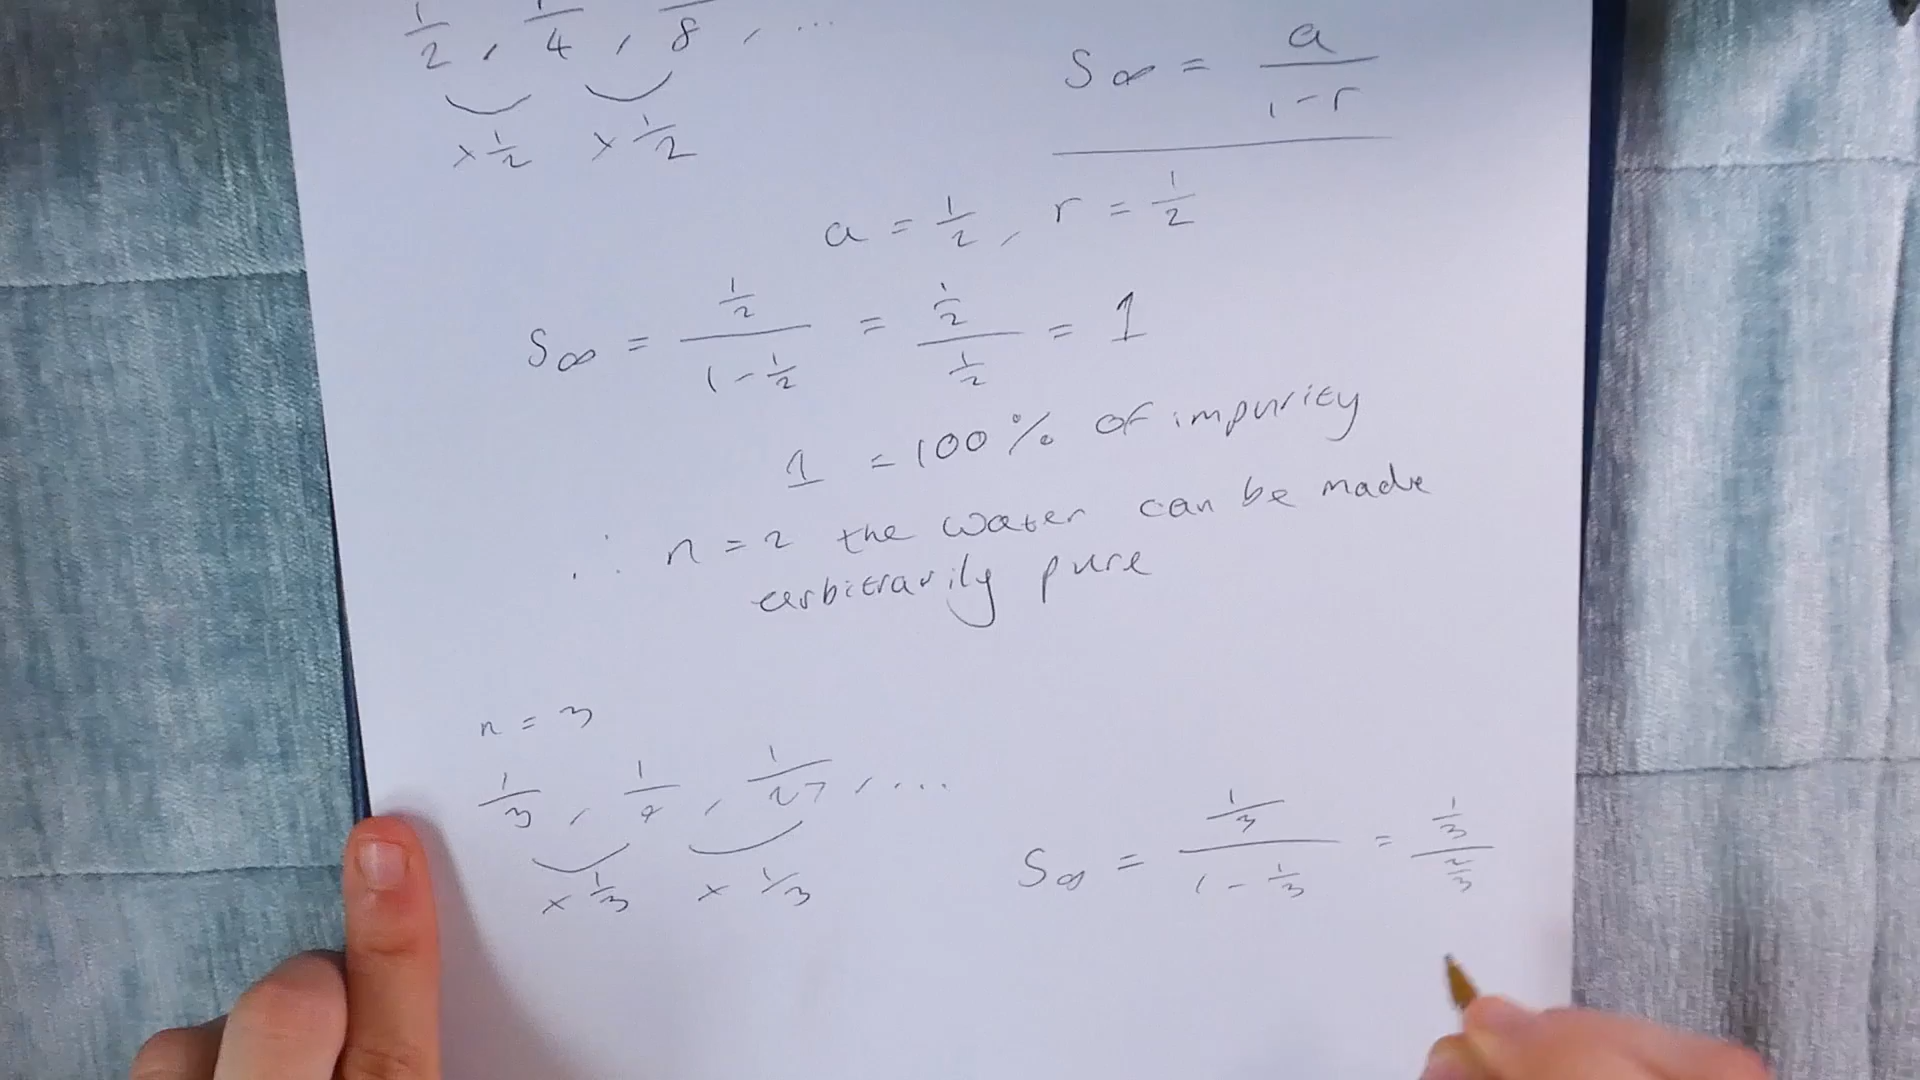 1/2 , 1/4 , 1/8 , ...
×1/2 ×1/2
S∞ = a/(1-r)
a = 1/2 , r = 1/2
S∞ = (1/2)/(1 - 1/2) = (1/2)/(1/2) = 1
1 = 100% of impurity
∴ n = 2 the water can be made
arbitrarily pure
n = 3
1/3 , 1/9 , 1/27 , ....
×1/3 ×1/3
S∞ = (1/3)/(1 - 1/3) = (1/3)/(2/3)